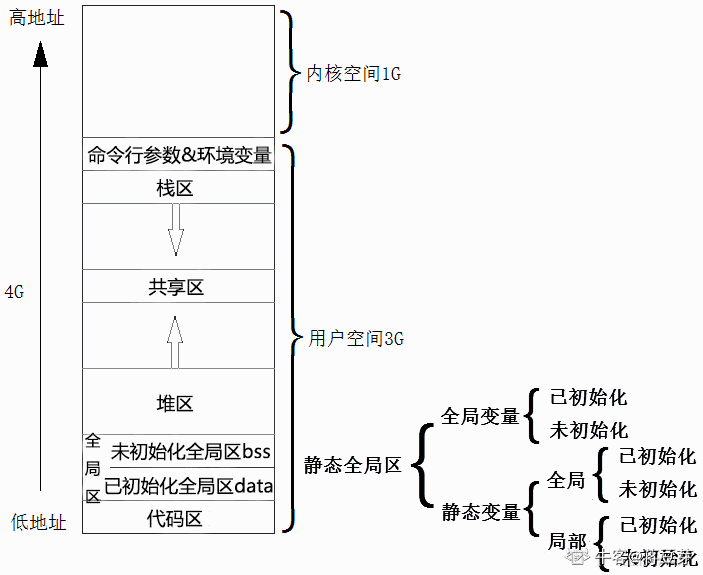 高地址
内核空间1G
命令行参数&环境变量
栈区
共享区
4G
用户空间3G
堆区
全局区
未初始化全局区bss
已初始化全局区data
代码区
低地址
静态全局区
全局变量
已初始化
未初始化
静态变量
全局
已初始化
未初始化
局部
已初始化
未初始化
牛客@